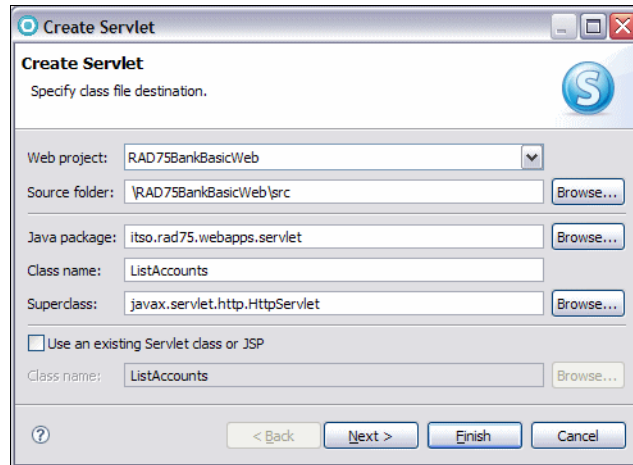 Create Servlet
Create Servlet
Specify class file destination.
S
Web project: RAD75BankBasicWeb
Source folder: \RAD75BankBasicWeb\src Browse...
Java package: itso.rad75.webapps.servlet Browse...
Class name: ListAccounts
Superclass: javax.servlet.http.HttpServlet Browse...
Use an existing Servlet class or JSP
Class name: ListAccounts Browse...
? < Back Next > Finish Cancel